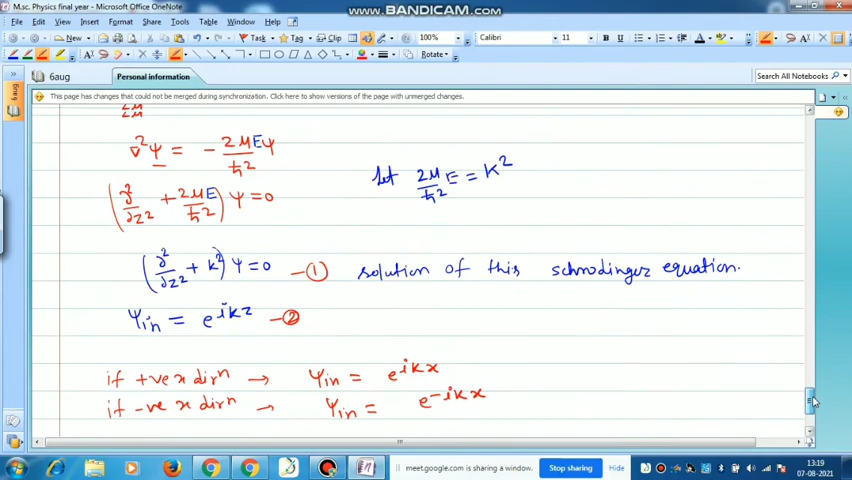 M.sc. Physics final year - Microsoft Office OneNote
www.BANDICAM.com
File Edit View Insert Format Share Tools Table Window Help
New Task Tag Clip 100% Calibri 11 B U
Rotate
6aug Personal information Search All Notebooks
This page has changes that could not be merged during synchronization. Click here to show versions of the page with unmerged changes.
6aug
2μ
∇²ψ = - 2μEψ/ħ²
let 2μ/ħ² E = K²
(∂²/∂z² + 2μE/ħ²) ψ = 0
(∂²/∂z² + k²) ψ = 0 - ① solution of this schrodinger equation.
ψin = e^ikz - ②
if +ve x dirn → ψin = e^ikx
if -ve x dirn → ψin = e^-ikx
meet.google.com is sharing a window. Stop sharing Hide
13:19
07-08-2021